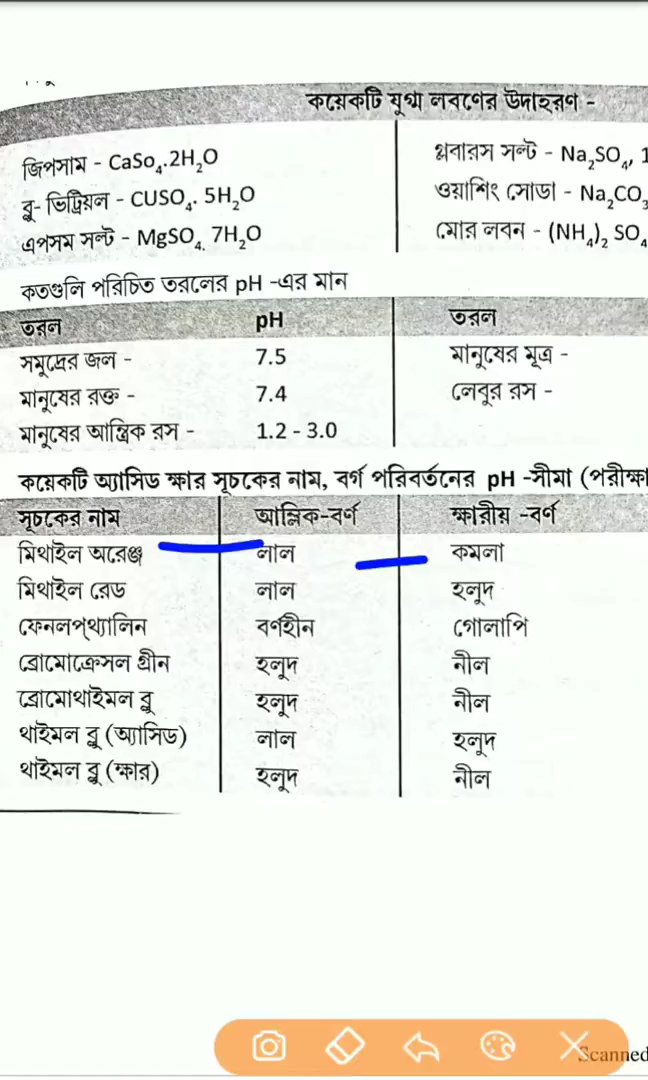 কয়েকটি যুগ্ম লবণের উদাহরণ -
জিপসাম - CaSo₄.2H₂O
ব্লু- ভিট্রিয়ল - CUSO₄. 5H₂O
এপসম সল্ট - MgSO₄. 7H₂O
গ্লবারস সল্ট - Na₂SO₄, 1
ওয়াশিং সোডা - Na₂CO₃
মোর লবন - (NH₄)₂ SO₄
কতগুলি পরিচিত তরলের pH -এর মান
তরল pH তরল
সমুদ্রের জল - 7.5 মানুষের মূত্র -
মানুষের রক্ত - 7.4 লেবুর রস -
মানুষের আন্ত্রিক রস - 1.2 - 3.0
কয়েকটি অ্যাসিড ক্ষার সূচকের নাম, বর্ণ পরিবর্তনের pH -সীমা (পরীক্ষা
সূচকের নাম আম্লিক-বর্ণ ক্ষারীয় -বর্ণ
মিথাইল অরেঞ্জ লাল কমলা
মিথাইল রেড লাল হলুদ
ফেনলপ্থ্যালিন বর্ণহীন গোলাপি
ব্রোমোক্রেসল গ্রীন হলুদ নীল
ব্রোমোথাইমল ব্লু হলুদ নীল
থাইমল ব্লু (অ্যাসিড) লাল হলুদ
থাইমল ব্লু (ক্ষার) হলুদ নীল
Scanned